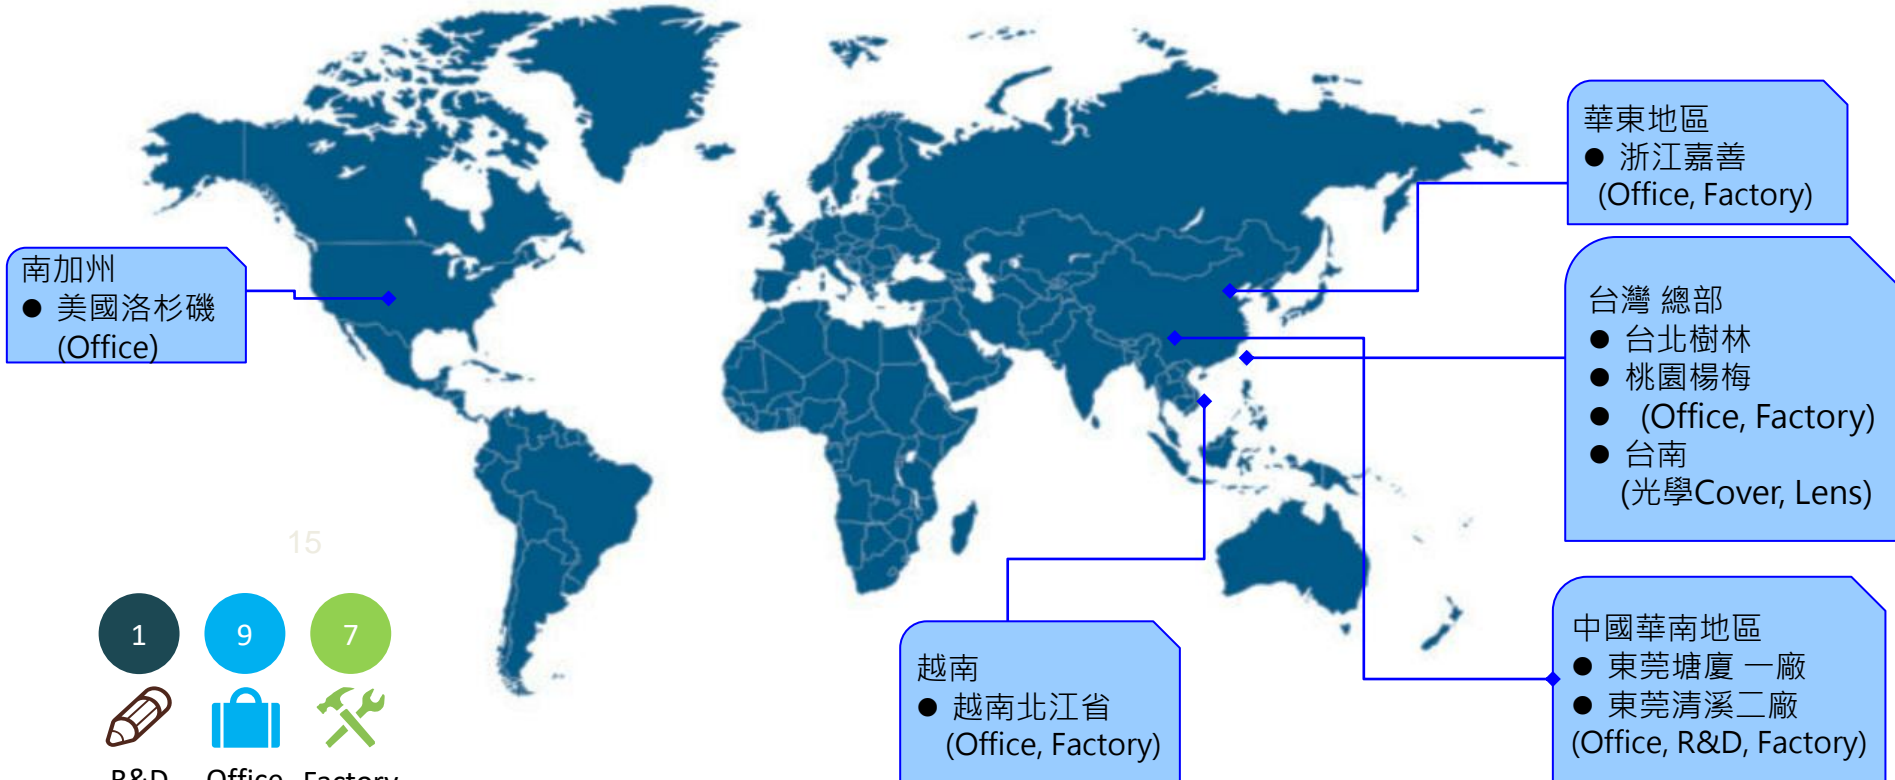 華東地區
● 浙江嘉善
(Office, Factory)
南加州
● 美國洛杉磯
(Office)
台灣 總部
● 台北樹林
● 桃園楊梅
● (Office, Factory)
● 台南
(光學Cover, Lens)
15
1 9 7
R&D Office Factory
越南
● 越南北江省
(Office, Factory)
中國華南地區
● 東莞塘廈 一廠
● 東莞清溪二廠
(Office, R&D, Factory)